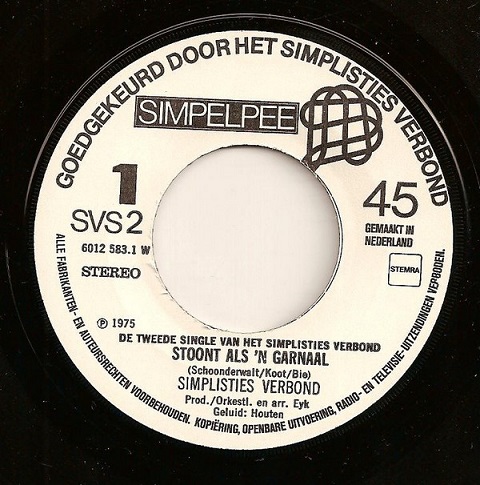 GOEDGEKEURD DOOR HET SIMPLISTIES VERBOND
SIMPELPEE
1
SVS 2
6012 583.1 W
STEREO
45
GEMAAKT IN
NEDERLAND
STEMRA
℗ 1975
DE TWEEDE SINGLE VAN HET SIMPLISTIES VERBOND
STOONT ALS 'N GARNAAL
(Schoonderwalt/Koot/Bie)
SIMPLISTIES VERBOND
Prod./Orkestl. en arr. Eyk
Geluid: Houten
ALLE FABRIKANTEN- EN AUTEURSRECHTEN VOORBEHOUDEN. KOPIËRING, OPENBARE UITVOERING, RADIO- EN TELEVISIE-UITZENDINGEN VERBODEN.